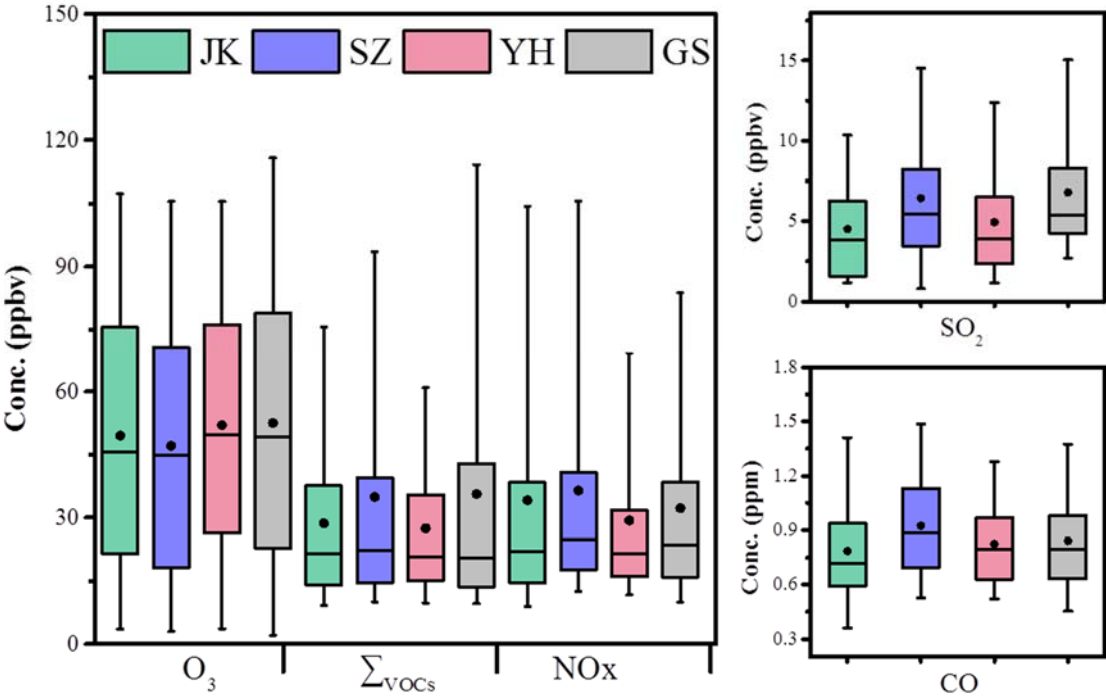 150
120
90
60
30
0
Conc. (ppbv)
JK SZ YH GS
O₃ ∑VOCs NOx
15
10
5
0
Conc. (ppbv)
SO₂
1.8
1.5
1.2
0.9
0.6
0.3
Conc. (ppm)
CO